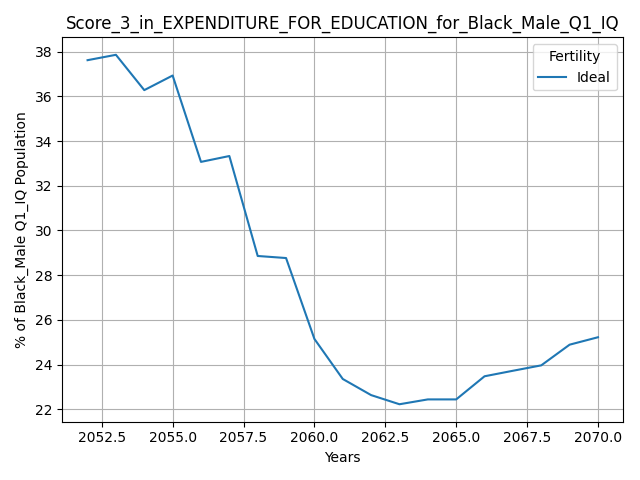 Score_3_in_EXPENDITURE_FOR_EDUCATION_for_Black_Male_Q1_IQ
Fertility
Ideal
% of Black_Male Q1_IQ Population
38
36
34
32
30
28
26
24
22
2052.5 2055.0 2057.5 2060.0 2062.5 2065.0 2067.5 2070.0
Years